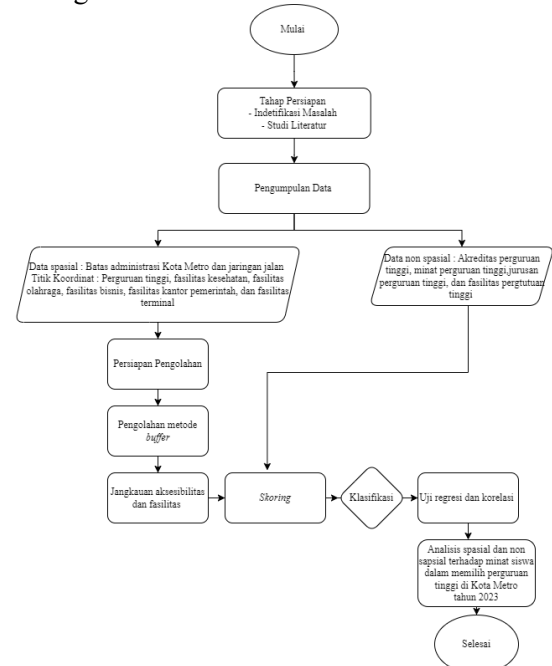 Mulai
Tahap Persiapan
- Indetifikasi Masalah
- Studi Literatur
Pengumpulan Data
Data spasial : Batas administrasi Kota Metro dan jaringan jalan
Titik Koordinat : Perguruan tinggi, fasilitas kesehatan, fasilitas
olahraga, fasilitas bisnis, fasilitas kantor pemerintah, dan fasilitas
terminal
Data non spasial : Akreditas perguruan
tinggi, minat perguruan tinggi,jurusan
perguruan tinggi, dan fasilitas pergtutuan
tinggi
Persiapan Pengolahan
Pengolahan metode
buffer
Jangkauan aksesibilitas
dan fasilitas
Skoring
Klasifikasi
Uji regresi dan korelasi
Analisis spasial dan non
sapsial terhadap minat siswa
dalam memilih perguruan
tinggi di Kota Metro
tahun 2023
Selesai